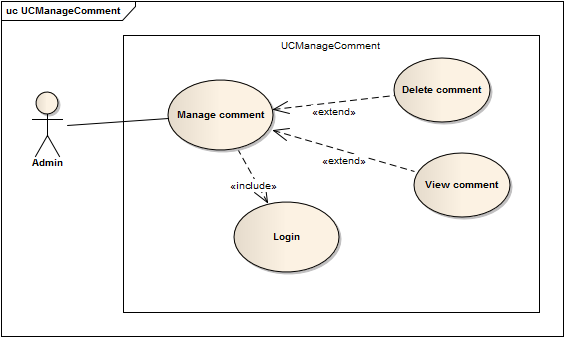 uc UCManageComment
UCManageComment
Delete comment
Manage comment
«extend»
Admin
«extend»
View comment
«include»
Login